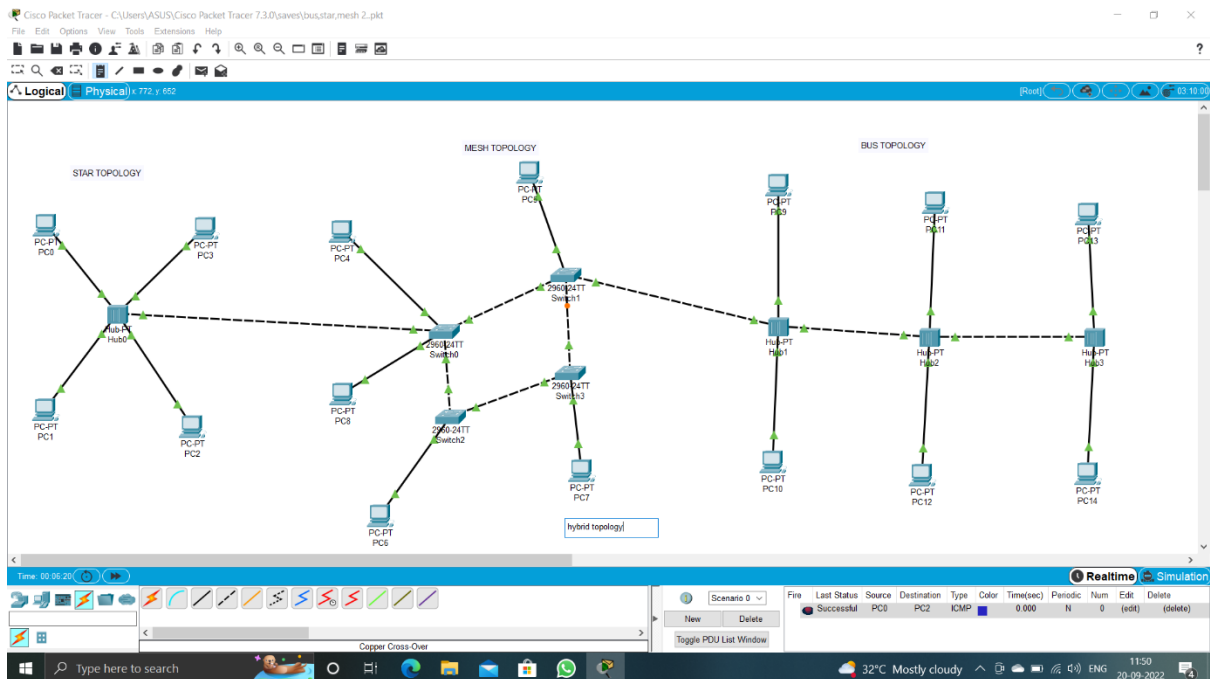 Cisco Packet Tracer - C:\Users\ASUS\Cisco Packet Tracer 7.3.0\saves\bus,star,mesh 2..pkt
File Edit Options View Tools Extensions Help
?
Logical Physical x: 772, y: 652 [Root] 03:10:00
MESH TOPOLOGY
BUS TOPOLOGY
STAR TOPOLOGY
PC-PT
PC0
PC-PT
PC3
PC-PT
PC4
PC-PT
PC-PT
PC9
PC-PT
PC11
PC-PT
PC13
Hub-PT
Hub0
2960-24TT
Switch0
2960-24TT
Switch1
Hub-PT
Hub1
Hub-PT
Hub2
Hub-PT
Hub3
PC-PT
PC1
PC-PT
PC2
PC-PT
PC8
2960-24TT
Switch2
2960-24TT
Switch3
PC-PT
PC6
PC-PT
PC7
PC-PT
PC10
PC-PT
PC12
PC-PT
PC14
hybrid topology
Time: 00:06:20
Realtime Simulation
Scenario 0
New Delete
Toggle PDU List Window
Fire Last Status Source Destination Type Color Time(sec) Periodic Num Edit Delete
Successful PC0 PC2 ICMP 0.000 N 0 (edit) (delete)
Copper Cross-Over
Type here to search
32°C Mostly cloudy
ENG
11:50
20-09-2022
4